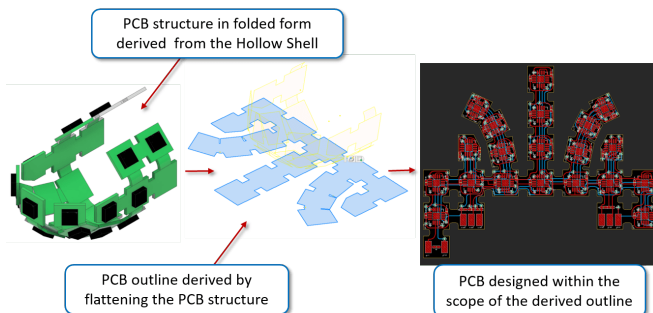 PCB structure in folded form
derived from the Hollow Shell
PCB outline derived by
flattening the PCB structure
PCB designed within the
scope of the derived outline